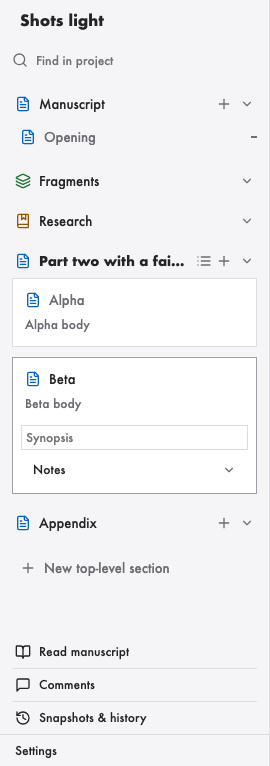 Shots light
Find in project
Manuscript
Opening
Fragments
Research
Part two with a fai...
Alpha
Alpha body
Beta
Beta body
Synopsis
Notes
Appendix
New top-level section
Read manuscript
Comments
Snapshots & history
Settings